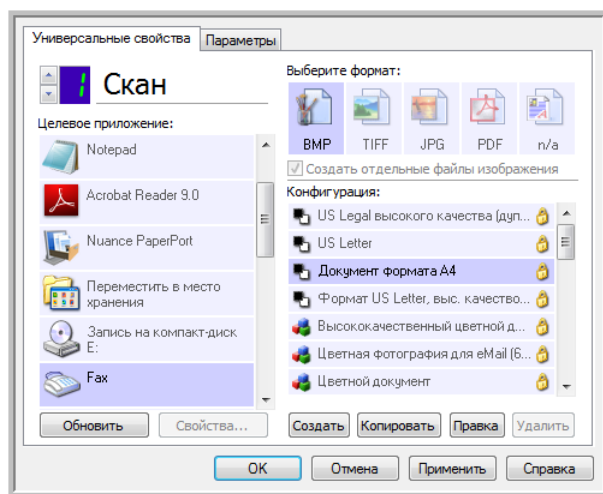 Универсальные свойства
Параметры
1 Скан
Целевое приложение:
Notepad
Acrobat Reader 9.0
Nuance PaperPort
Переместить в место
хранения
Запись на компакт-диск
E:
Fax
Обновить
Свойства...
Выберите формат:
BMP TIFF JPG PDF n/a
Создать отдельные файлы изображения
Конфигурация:
US Legal высокого качества (дуп...
US Letter
Документ формата A4
Формат US Letter, выс. качество...
Высококачественный цветной д...
Цветная фотография для eMail (6...
Цветной документ
Создать Копировать Правка Удалить
OK Отмена Применить Справка